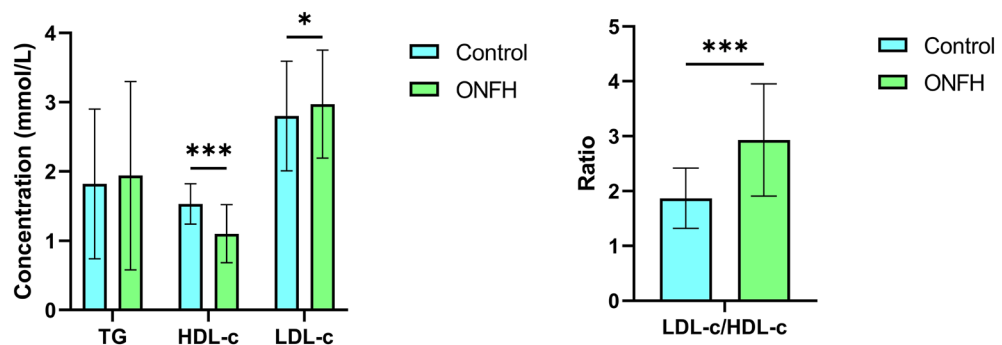 Concentration (mmol/L)
4
3
2
1
0
***
*
TG
HDL-c
LDL-c
Control
ONFH
Ratio
5
4
3
2
1
0
***
LDL-c/HDL-c
Control
ONFH